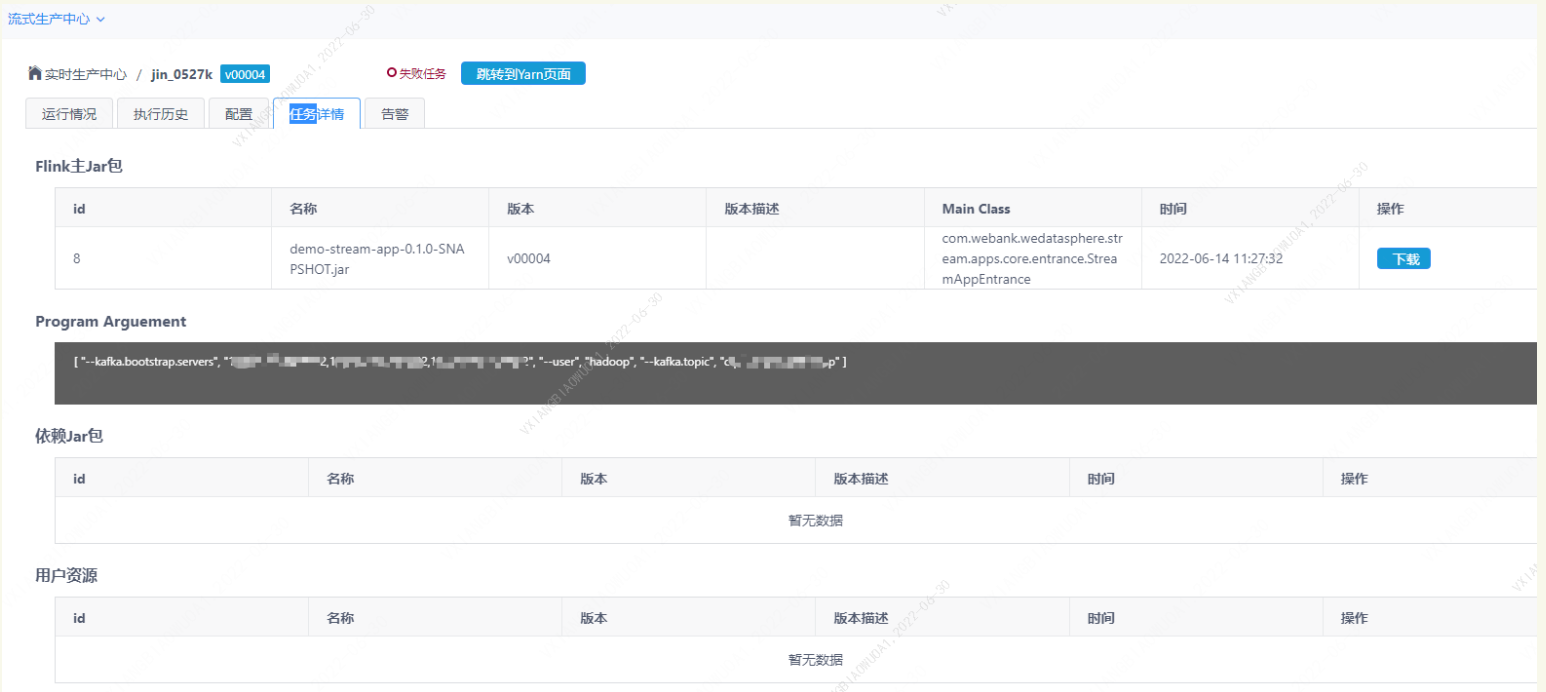 流式生产中心
实时生产中心 / jin_0527k v00004 失败任务 跳转到Yarn页面
运行情况 执行历史 配置 任务详情 告警
Flink主Jar包
id 名称 版本 版本描述 Main Class 时间 操作
8 demo-stream-app-0.1.0-SNA
PSHOT.jar v00004 com.webank.wedatasphere.str
eam.apps.core.entrance.Strea
mAppEntrance 2022-06-14 11:27:32 下载
Program Arguement
[ "--kafka.bootstrap.servers", "--user", "hadoop", "--kafka.topic", ]
依赖Jar包
id 名称 版本 版本描述 时间 操作
暂无数据
用户资源
id 名称 版本 版本描述 时间 操作
暂无数据